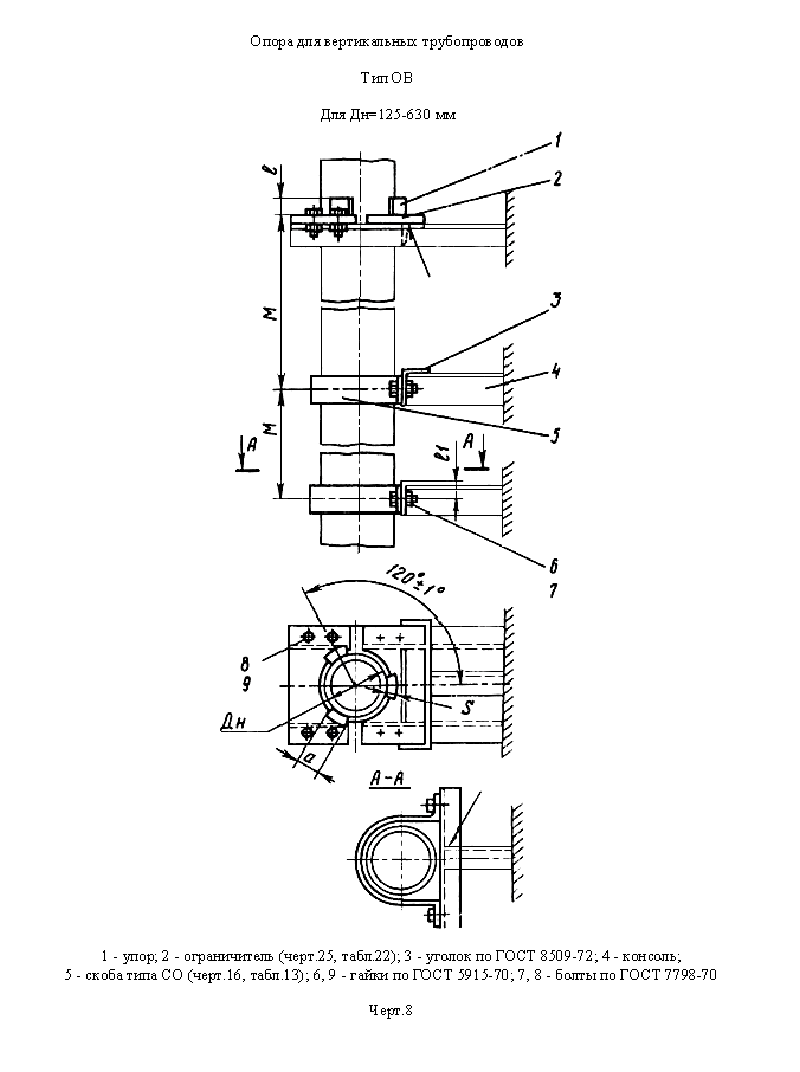 Опора для вертикальных трубопроводов
Тип ОВ
Для Дн=125-630 мм
1
ℓ
2
М
3
4
5
М
А
ℓ1
А
6
7
120°±1°
8
9
Дн
S
a
А-А
1 - упор; 2 - ограничитель (черт.25, табл.22); 3 - уголок по ГОСТ 8509-72; 4 - консоль;
5 - скоба типа СО (черт.16, табл.13); 6, 9 - гайки по ГОСТ 5915-70; 7, 8 - болты по ГОСТ 7798-70
Черт.8